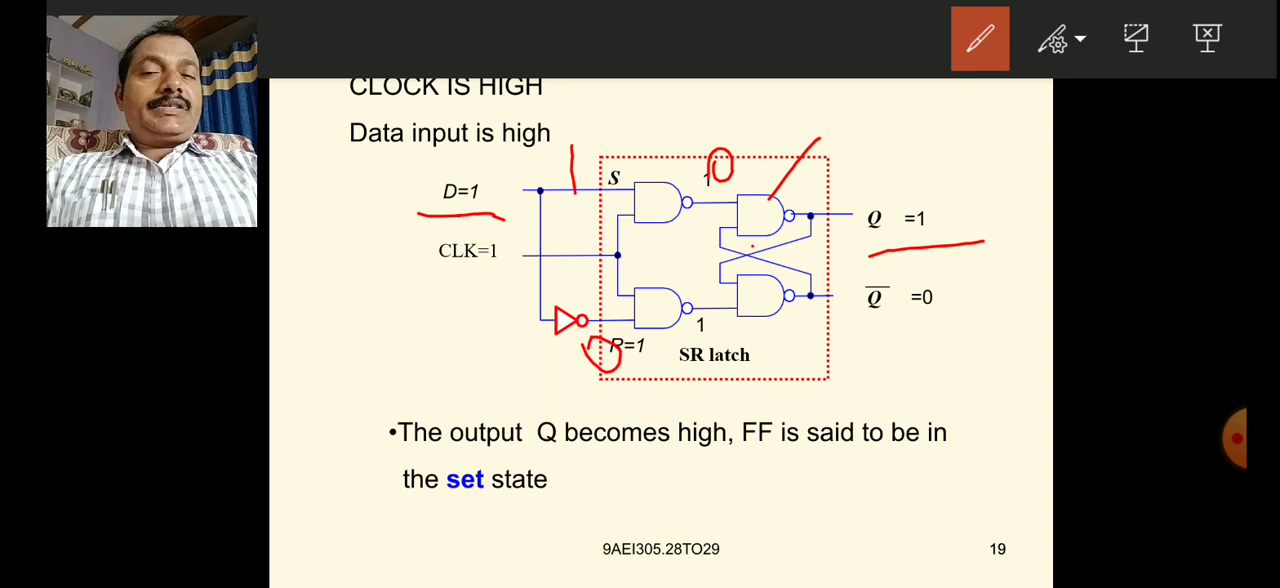 CLOCK IS HIGH
Data input is high
D=1
S
1 0
Q =1
CLK=1
Q =0
1
R=1
SR latch
•The output Q becomes high, FF is said to be in
the set state
9AEI305.28TO29
19